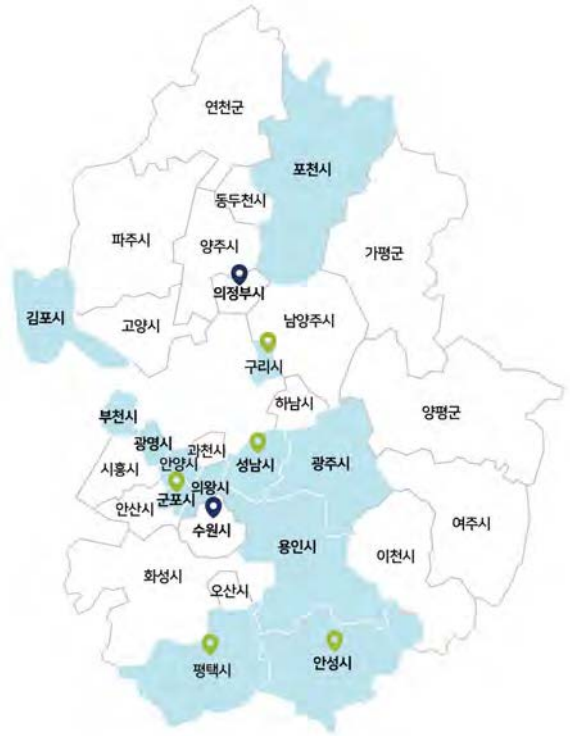 연천군
포천시
동두천시
파주시
양주시
가평군
의정부시
김포시
고양시
남양주시
구리시
하남시
양평군
부천시
광명시
과천시
안양시
성남시
광주시
시흥시
의왕시
군포시
안산시
수원시
여주시
용인시
이천시
화성시
오산시
평택시
안성시